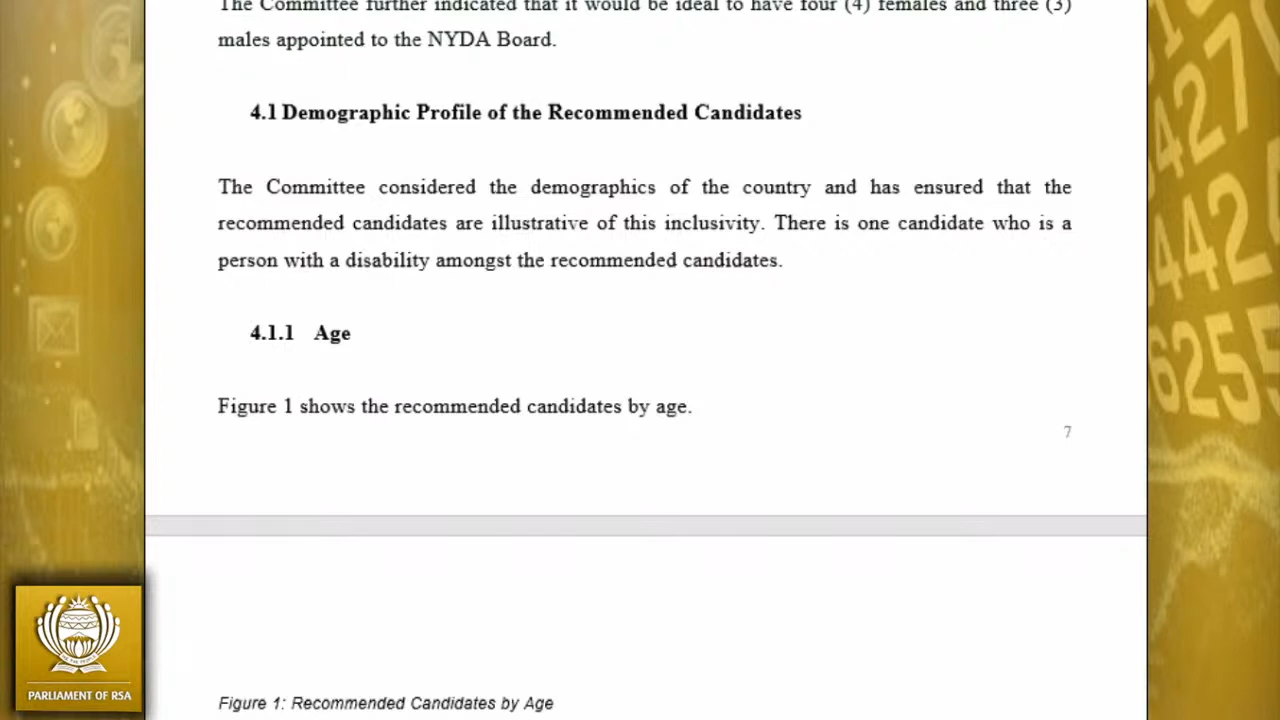 The Committee further indicated that it would be ideal to have four (4) females and three (3)
males appointed to the NYDA Board.
4.1 Demographic Profile of the Recommended Candidates
The Committee considered the demographics of the country and has ensured that the
recommended candidates are illustrative of this inclusivity. There is one candidate who is a
person with a disability amongst the recommended candidates.
4.1.1 Age
Figure 1 shows the recommended candidates by age.
7
Figure 1: Recommended Candidates by Age
PARLIAMENT OF RSA
427
442
6255